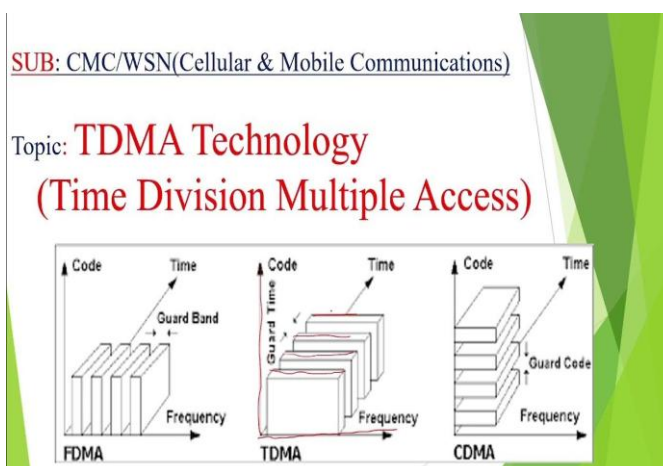 SUB: CMC/WSN(Cellular & Mobile Communications)
Topic: TDMA Technology
(Time Division Multiple Access)
Code
Time
Guard Band
Frequency
FDMA
Code
Time
Guard Time
Frequency
TDMA
Code
Time
Guard Code
Frequency
CDMA